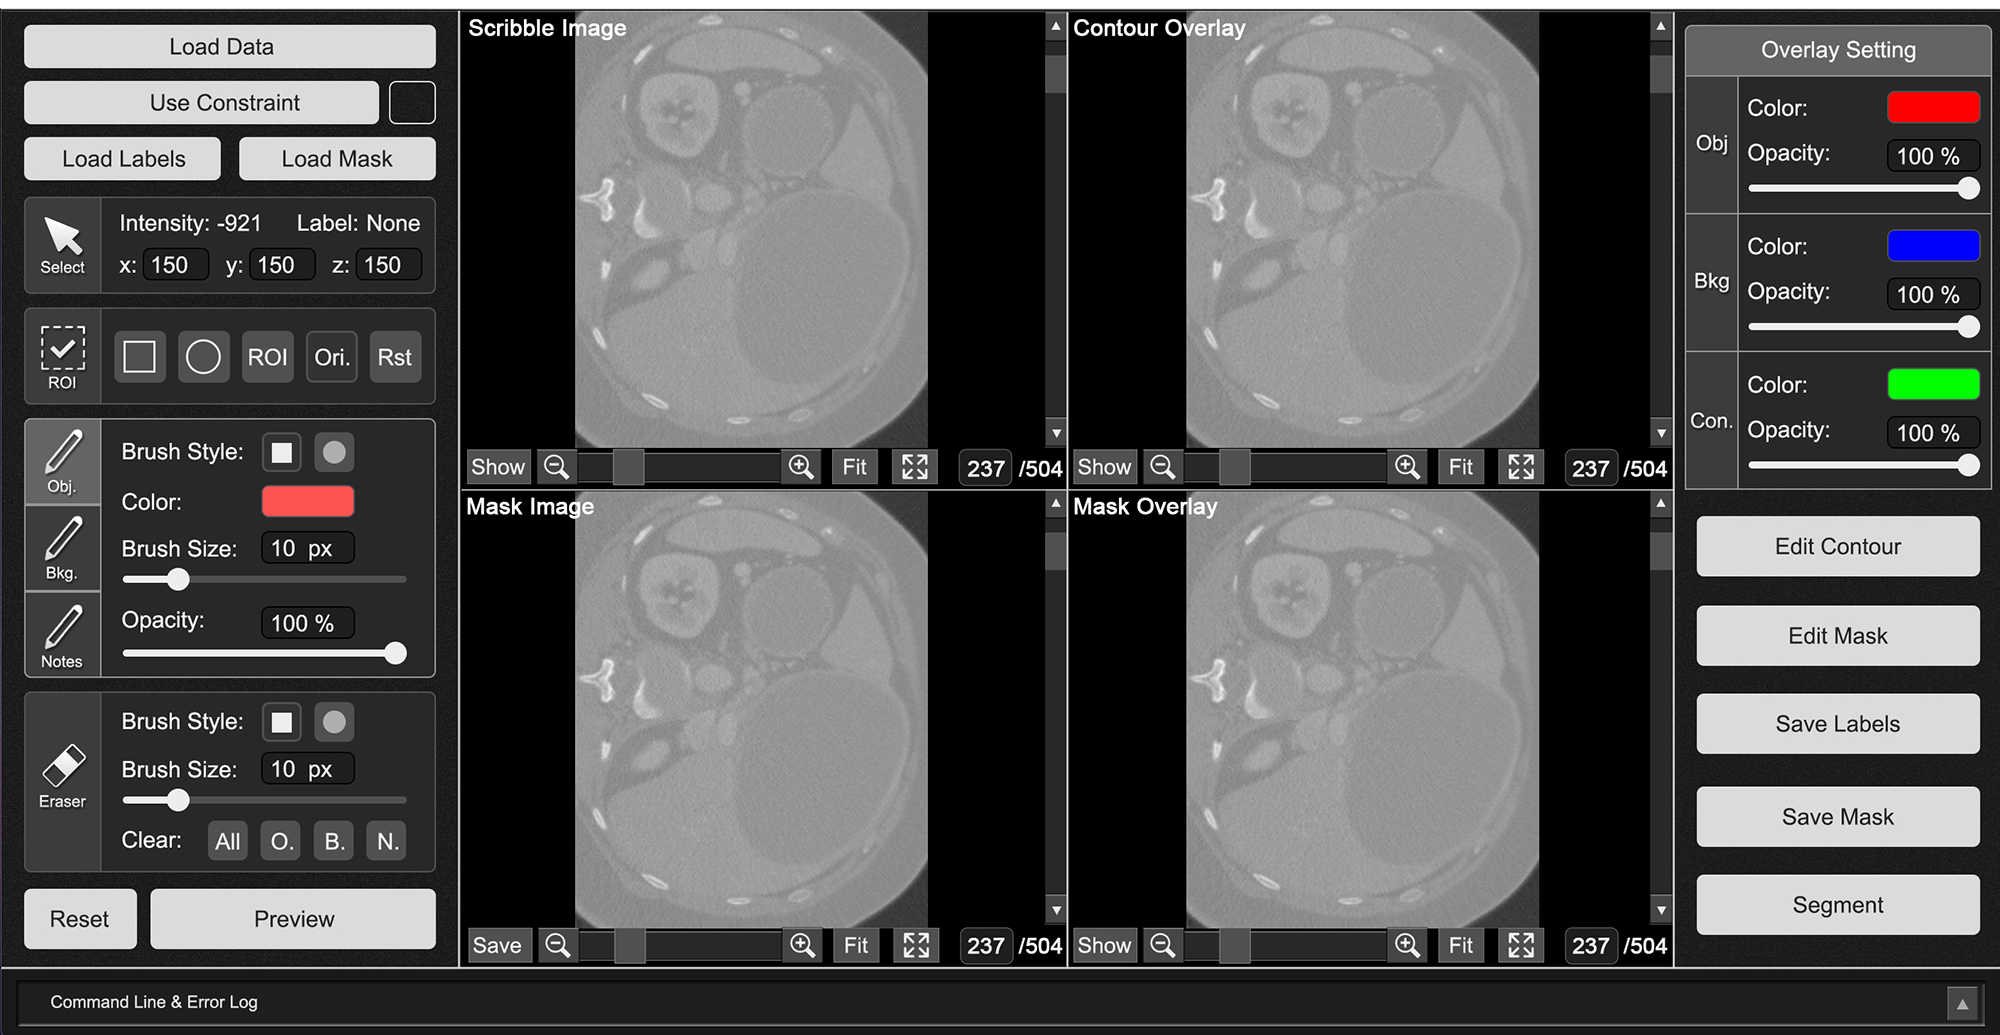 Load Data
Use Constraint
Load Labels
Load Mask
Select
Intensity: -921
Label: None
x: 150
y: 150
z: 150
ROI
ROI
Ori.
Rst
Obj.
Bkg.
Notes
Brush Style:
Color:
Brush Size: 10 px
Opacity: 100 %
Eraser
Brush Style:
Brush Size: 10 px
Clear: All O. B. N.
Reset
Preview
Scribble Image
Show
Fit
237 /504
Contour Overlay
Show
Fit
237 /504
Mask Image
Save
Fit
237 /504
Mask Overlay
Show
Fit
237 /504
Overlay Setting
Obj
Color:
Opacity: 100 %
Bkg
Color:
Opacity: 100 %
Con.
Color:
Opacity: 100 %
Edit Contour
Edit Mask
Save Labels
Save Mask
Segment
Command Line & Error Log